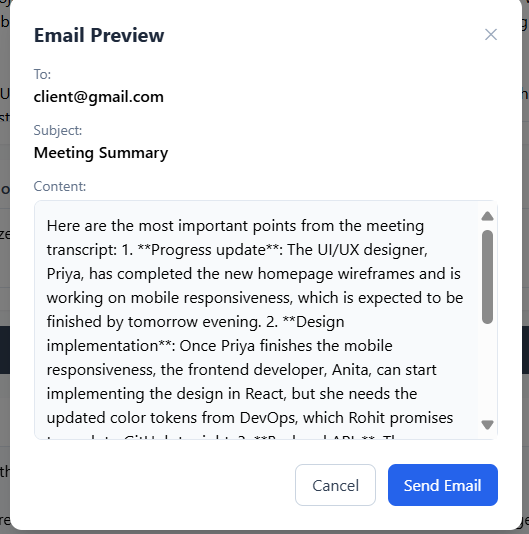 Email Preview
To:
client@gmail.com
Subject:
Meeting Summary
Content:
Here are the most important points from the meeting
transcript: 1. **Progress update**: The UI/UX designer,
Priya, has completed the new homepage wireframes and is
working on mobile responsiveness, which is expected to be
finished by tomorrow evening. 2. **Design
implementation**: Once Priya finishes the mobile
responsiveness, the frontend developer, Anita, can start
implementing the design in React, but she needs the
updated color tokens from DevOps, which Rohit promises
Cancel
Send Email